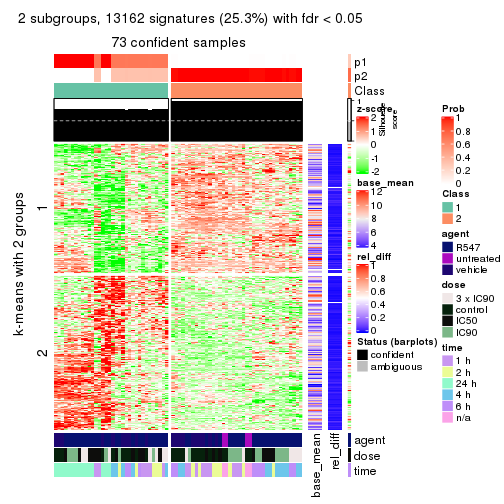 2 subgroups, 13162 signatures (25.3%) with fdr < 0.05
73 confident samples
p1
p2
Class
1
Silhouette
score
k-means with 2 groups
1
2
agent
dose
time
base_mean
rel_diff
z-score
2
1
0
-1
-2
base_mean
12
10
8
6
4
rel_diff
1
0.8
0.6
0.4
0.2
0
Status (barplots)
confident
ambiguous
Prob
1
0.8
0.6
0.4
0.2
0
Class
1
2
agent
R547
untreated
vehicle
dose
3 x IC90
control
IC50
IC90
time
1 h
2 h
24 h
4 h
6 h
n/a